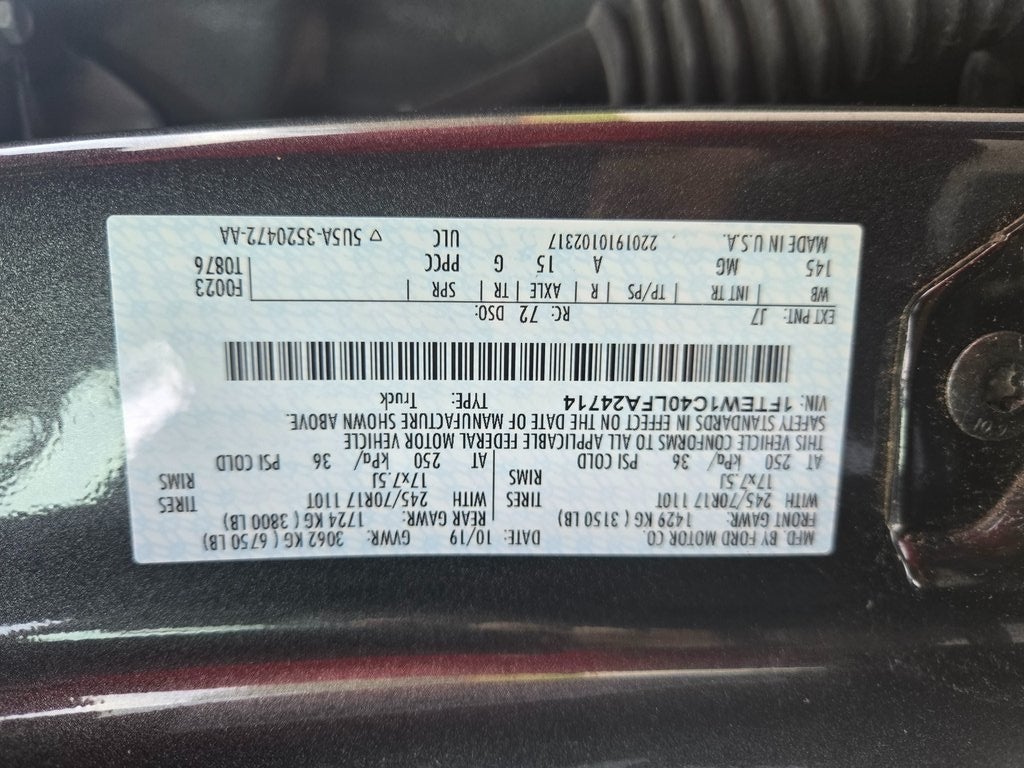 MFD. BY FORD MOTOR CO.
DATE: 10/19 GVWR: 3062 KG ( 6750 LB)
FRONT GAWR: 1429 KG ( 3150 LB) REAR GAWR: 1724 KG ( 3800 LB)
WITH 245/70R17 110T TIRES WITH 245/70R17 110T TIRES
17x7.5J RIMS 17x7.5J RIMS
AT 250 kPa/ 36 PSI COLD AT 250 kPa/ 36 PSI COLD
THIS VEHICLE CONFORMS TO ALL APPLICABLE FEDERAL MOTOR VEHICLE
SAFETY STANDARDS IN EFFECT ON THE DATE OF MANUFACTURE SHOWN ABOVE.
VIN: 1FTEW1C40LFA24714 TYPE: Truck
EXT PNT: J7 RC: 72 DSO:
WB | INT TR | TP/PS | R | AXLE | TR | SPR | F0023
145 MG A 15 G PPCC T0876
MADE IN U.S.A. 2201910102317 ULC ▽ 5U5A-3520472-AA